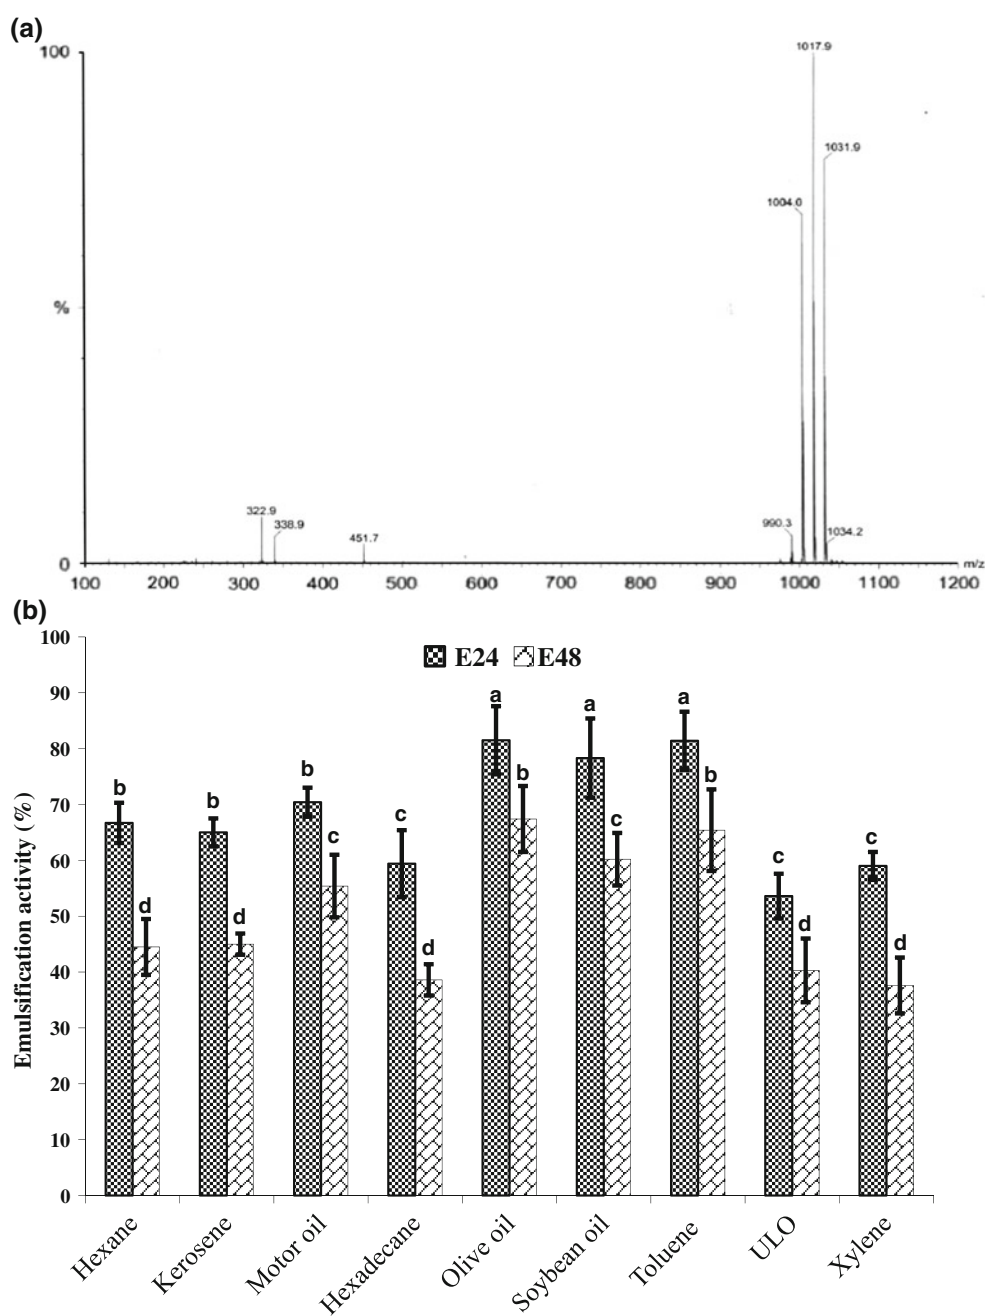 (a)
100
1017.9
1031.9
1004.0
%
322.9
338.9
451.7
990.3
1034.2
0
100 200 300 400 500 600 700 800 900 1000 1100 1200 m/z
(b)
100
E24 E48
90
a
a
a
80
b
b
b
b
70
c
c
c
c
c
60
d
d
d
d
d
50
40
30
20
10
0
Emulsification activity (%)
Hexane
Kerosene
Motor oil
Hexadecane
Olive oil
Soybean oil
Toluene
ULO
Xylene